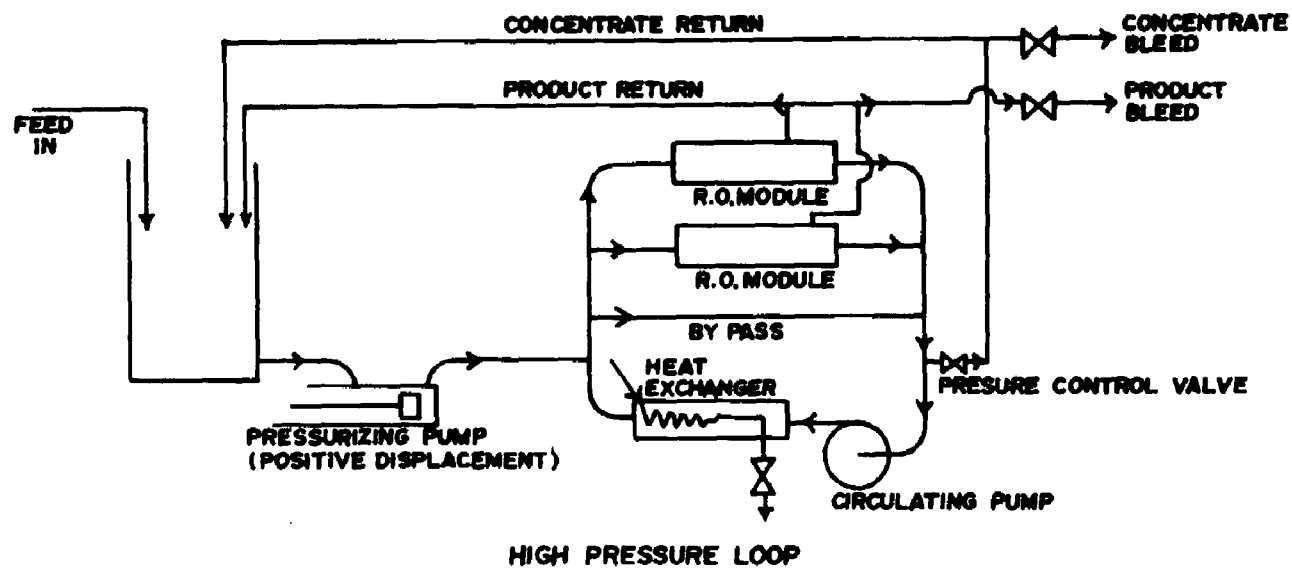 CONCENTRATE RETURN
CONCENTRATE
BLEED
PRODUCT RETURN
PRODUCT
BLEED
FEED
IN
R.O. MODULE
R.O. MODULE
BY PASS
HEAT
EXCHANGER
PRESURE CONTROL VALVE
PRESSURIZING PUMP
(POSITIVE DISPLACEMENT)
CIRCULATING PUMP
HIGH PRESSURE LOOP